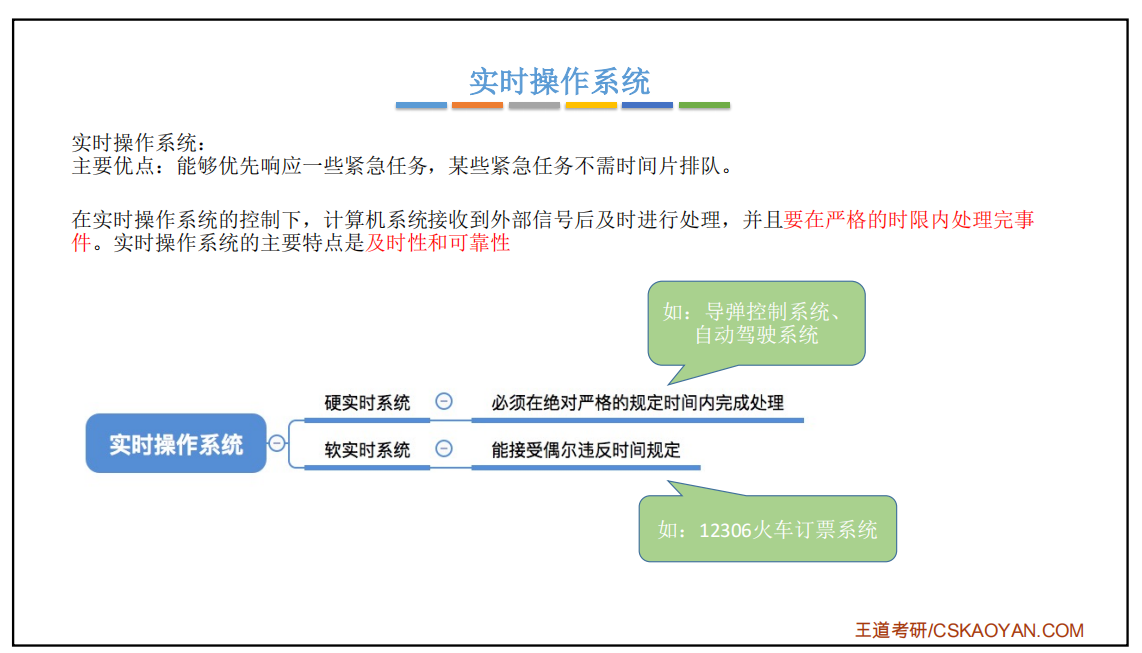 实时操作系统
实时操作系统：
主要优点：能够优先响应一些紧急任务，某些紧急任务不需时间片排队。
在实时操作系统的控制下，计算机系统接收到外部信号后及时进行处理，并且要在严格的时限内处理完事
件。实时操作系统的主要特点是及时性和可靠性
如：导弹控制系统、
自动驾驶系统
实时操作系统
硬实时系统
必须在绝对严格的规定时间内完成处理
软实时系统
能接受偶尔违反时间规定
如：12306火车订票系统
王道考研/CSKAOYAN.COM